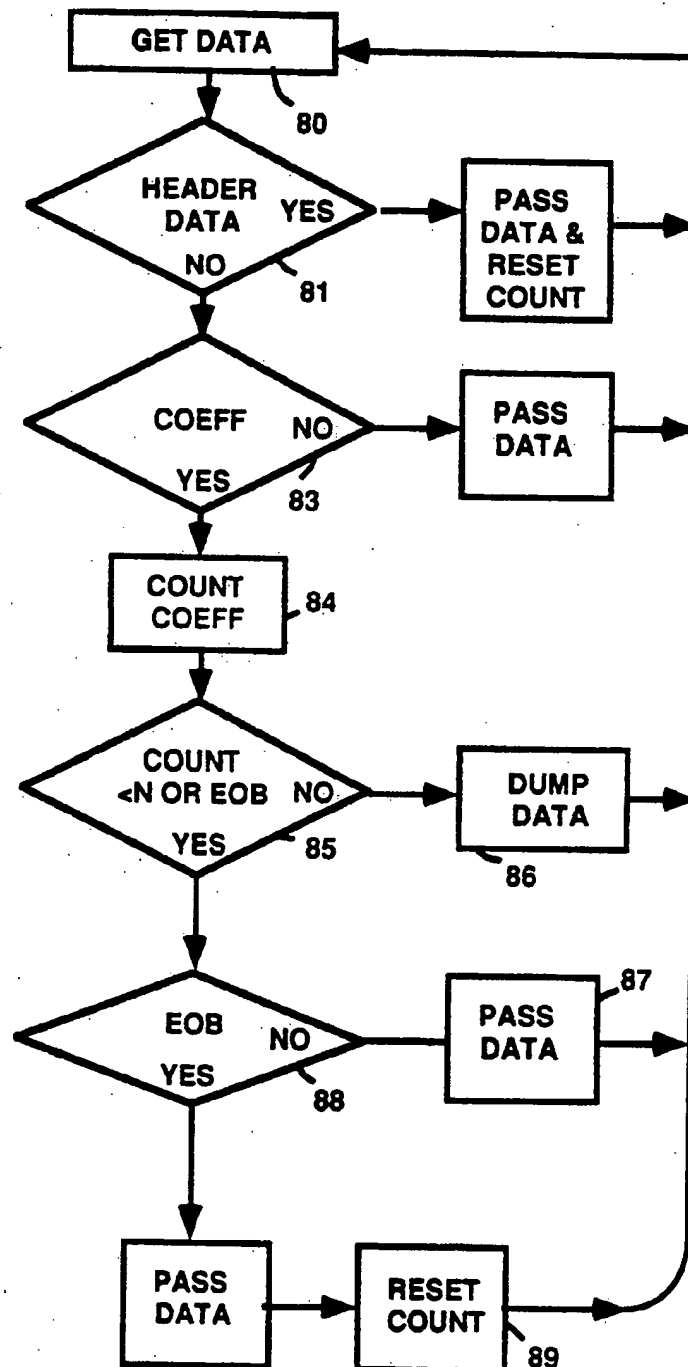 GET DATA
80
HEADER
DATA
YES
NO
81
PASS
DATA &
RESET
COUNT
COEFF
NO
YES
83
PASS
DATA
COUNT
COEFF
84
COUNT
<N OR EOB
NO
YES
85
DUMP
DATA
86
EOB
NO
YES
88
87
PASS
DATA
PASS
DATA
RESET
COUNT
89